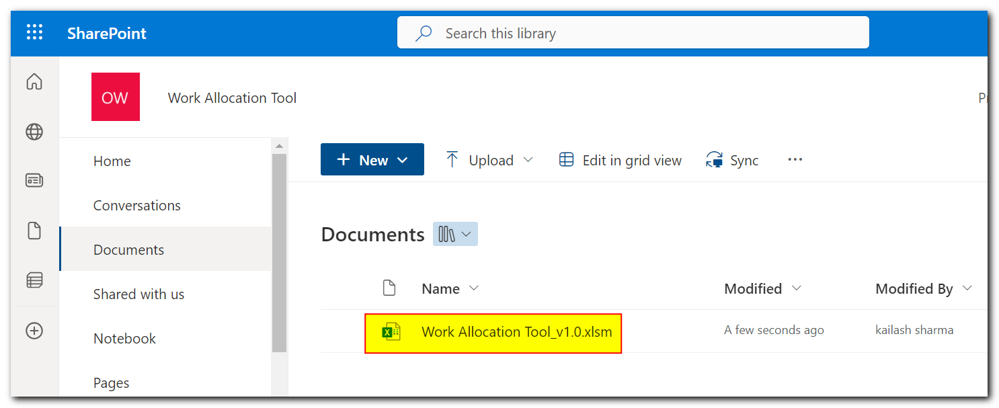 SharePoint
Search this library
OW
Work Allocation Tool
Home
Conversations
Documents
Shared with us
Notebook
Pages
New
Upload
Edit in grid view
Sync
Documents
Name
Modified
Modified By
Work Allocation Tool_v1.0.xlsm
A few seconds ago
kailash sharma